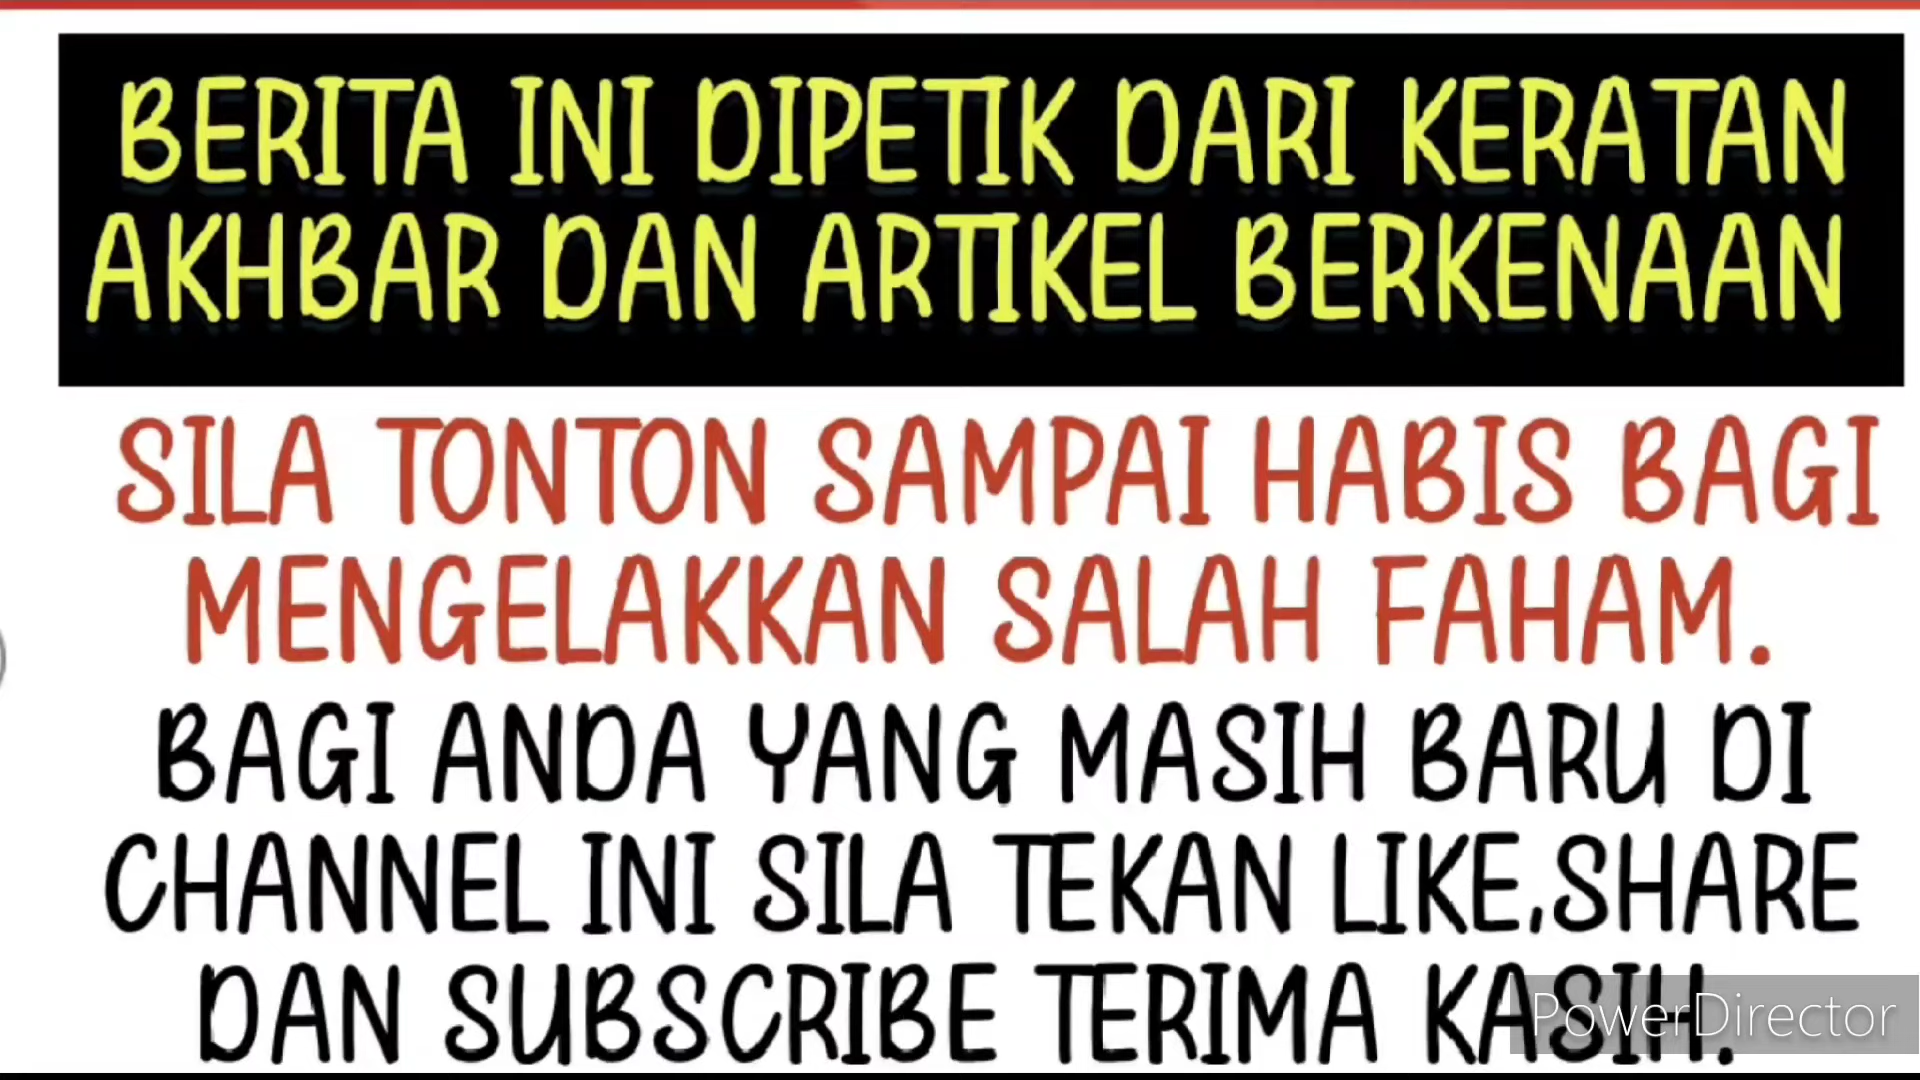 BERITA INI DIPETIK DARI KERATAN
AKHBAR DAN ARTIKEL BERKENAAN
SILA TONTON SAMPAI HABIS BAGI
MENGELAKKAN SALAH FAHAM.
BAGI ANDA YANG MASIH BARU DI
CHANNEL INI SILA TEKAN LIKE,SHARE
DAN SUBSCRIBE TERIMA KASIH.
PowerDirector